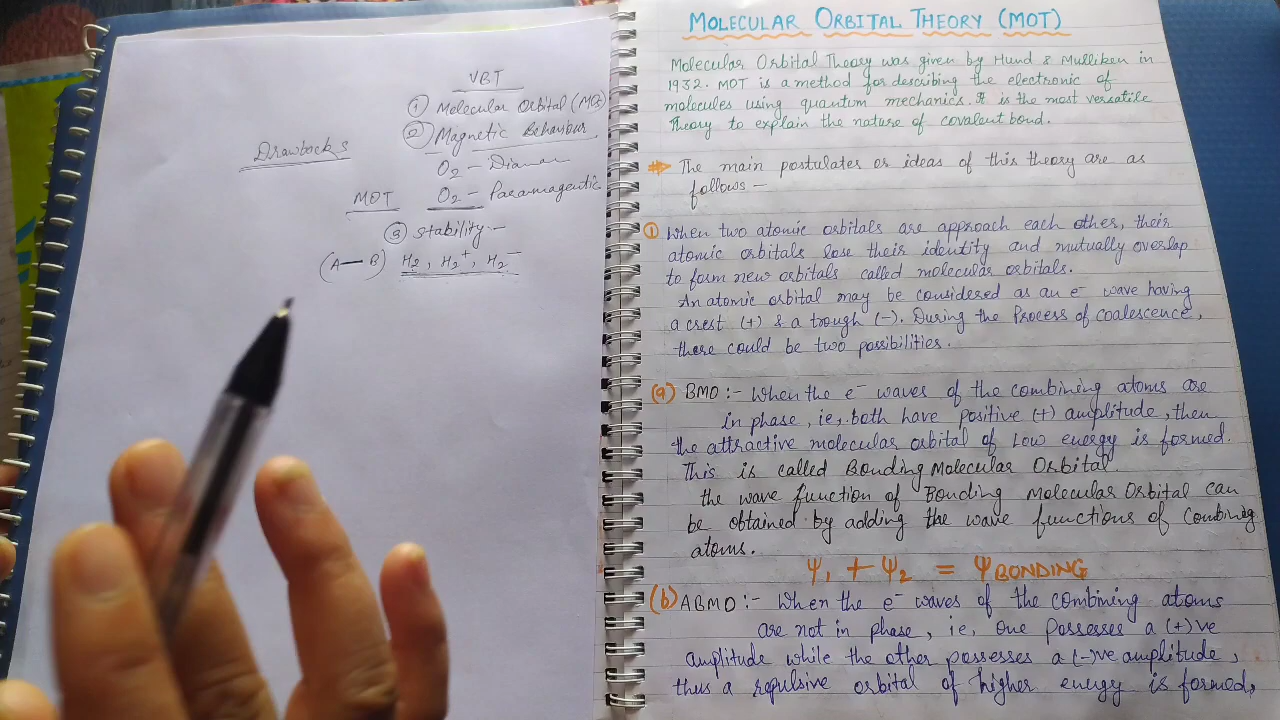 VBT
① Molecular Orbital (MOs)
② Magnetic Behaviour
Drawbacks
O₂ – Diamar
MOT O₂ – Paramagentic
③ Stability :–
(A—B) H₂, H₂⁺, H₂⁻
MOLECULAR ORBITAL THEORY (MOT)
Molecular Orbital Theory was given by Hund & Mulliken in
1932. MOT is a method for describing the electronic of
molecules using quantum mechanics. It is the most versatile
Theory to explain the nature of covalent bond.
The main postulates or ideas of this theory are as
follows –
① When two atomic orbitals are approach each other, their
atomic orbitals lose their identity and mutually overlap
to form new orbitals called molecular orbitals.
An atomic orbital may be considered as an e⁻ wave having
a crest (+) & a trough (–). During the Process of coalescence,
there could be two possibilities.
(a) BMO :- When the e⁻ waves of the combining atoms are
in phase, ie, both have positive (+) amplitude, then
the attractive molecular orbital of Low energy is formed.
This is called Bonding Molecular Orbital
the wave function of Bonding Molecular Orbital can
be obtained by adding the wave functions of Combining
atoms.
Ψ₁ + Ψ₂ = Ψ BONDING
(b) ABMO :- When the e⁻ waves of the combining atoms
are not in phase, ie, one possesses a (+)ve
amplitude while the other possesses a (-)ve amplitude,
thus a repulsive orbital of higher energy is formed,